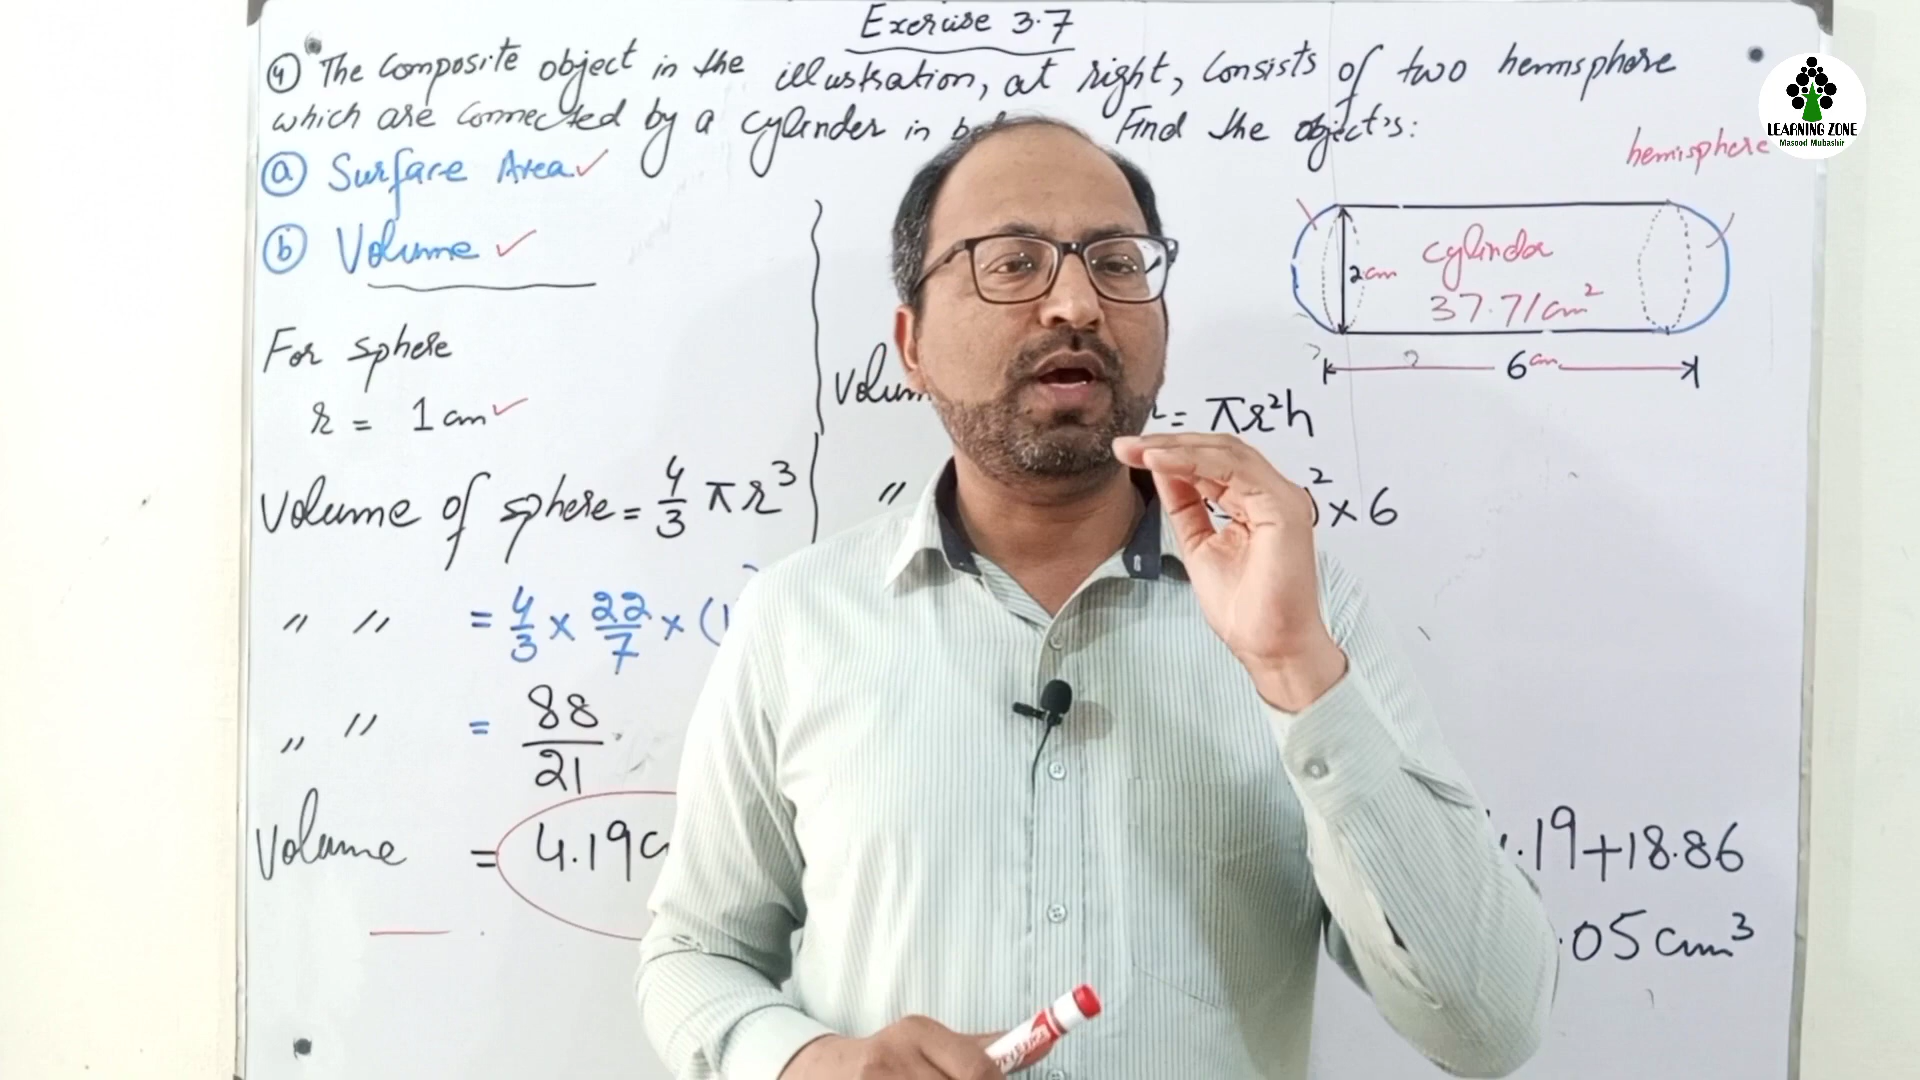 Exercise 3.7
④ The composite object in the illustration, at right, consists of two hemisphere
which are connected by a cylinder in Find the object's:
ⓐ Surface Area ✓
ⓑ Volume ✓
For sphere
r = 1 cm ✓
Volume of sphere = 4/3 πr³
〃 〃 = 4/3 × 22/7 × (1
〃 〃 = 88/21
Volume = 4.19
= πr²h
〃 )² × 6
.19+18.86
.05 cm³
hemisphere
cylinder
2cm
37.71cm²
6cm
LEARNING ZONE
Masood Mubashir